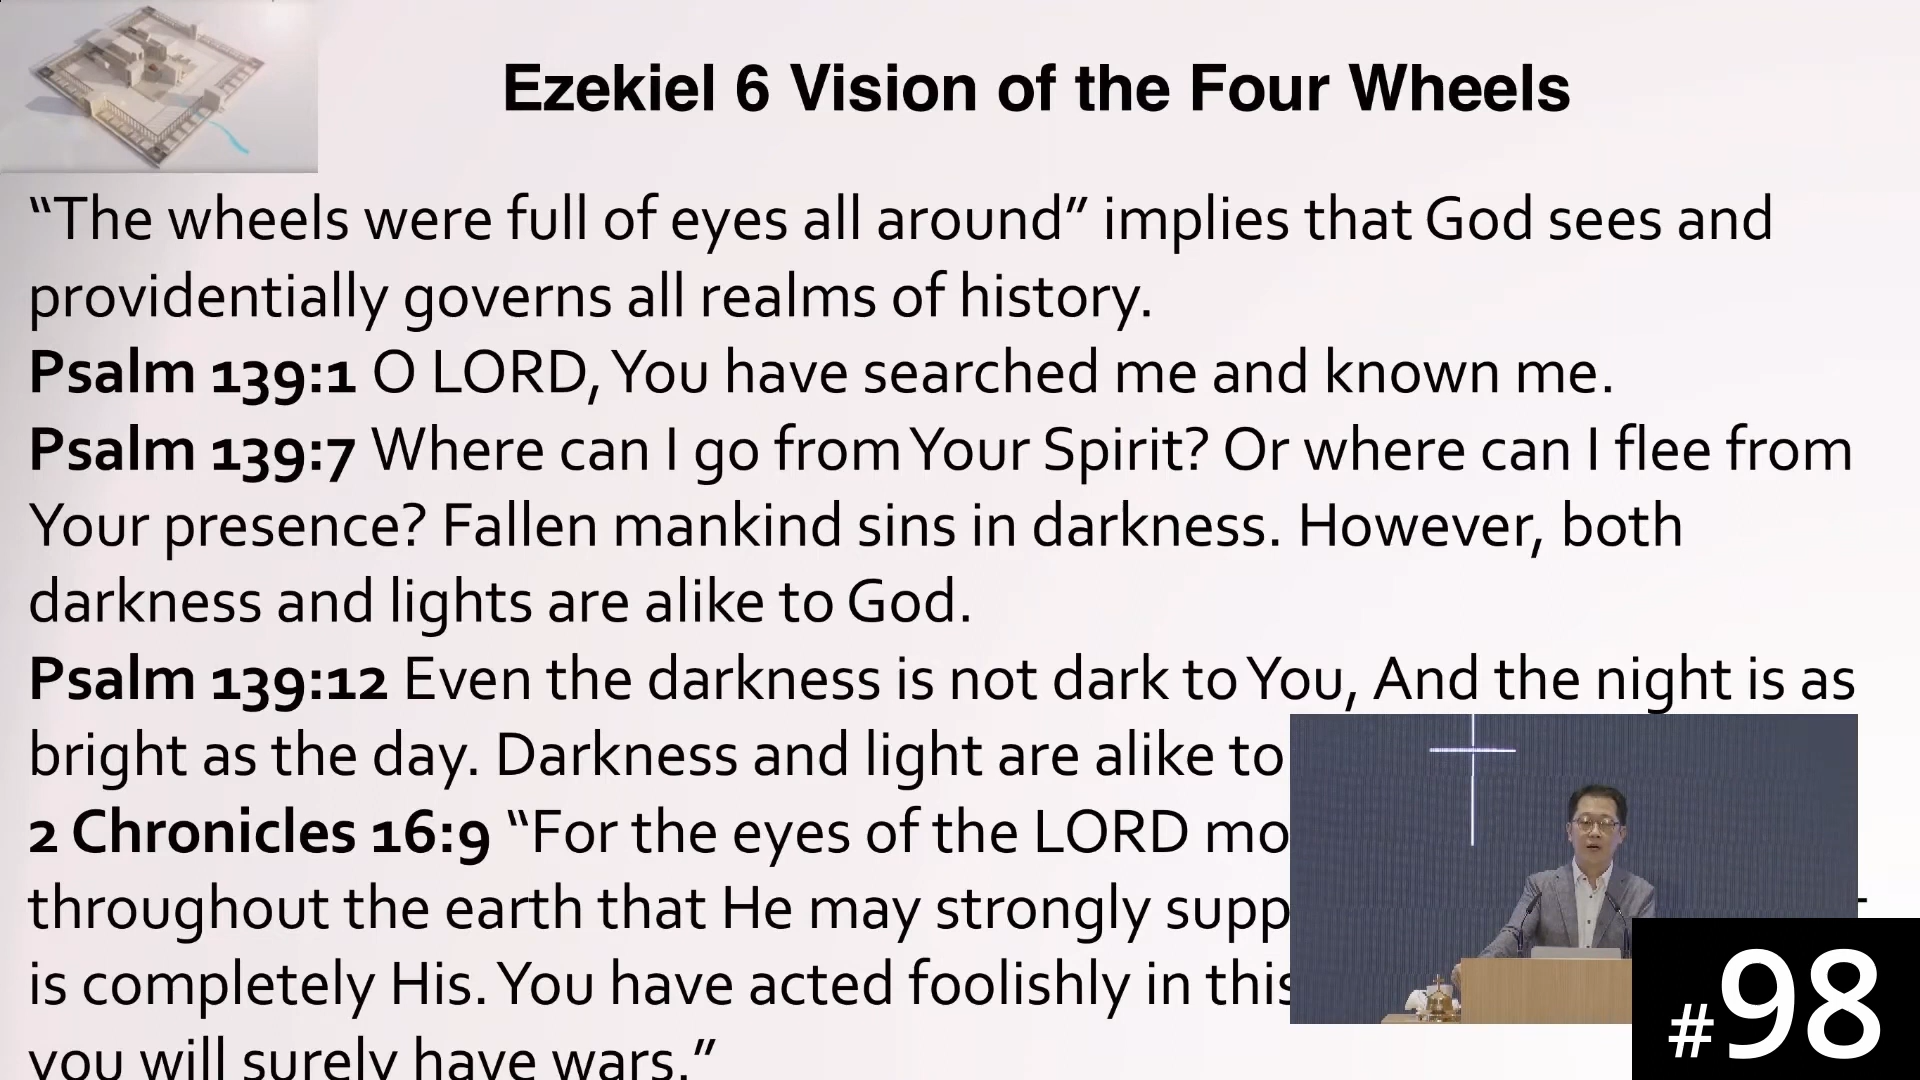 Ezekiel 6 Vision of the Four Wheels
“The wheels were full of eyes all around” implies that God sees and
providentially governs all realms of history.
Psalm 139:1 O LORD, You have searched me and known me.
Psalm 139:7 Where can I go from Your Spirit? Or where can I flee from
Your presence? Fallen mankind sins in darkness. However, both
darkness and lights are alike to God.
Psalm 139:12 Even the darkness is not dark to You, And the night is as
bright as the day. Darkness and light are alike to
2 Chronicles 16:9 “For the eyes of the LORD mo
throughout the earth that He may strongly supp
is completely His. You have acted foolishly in this
you will surely have wars.”
#98